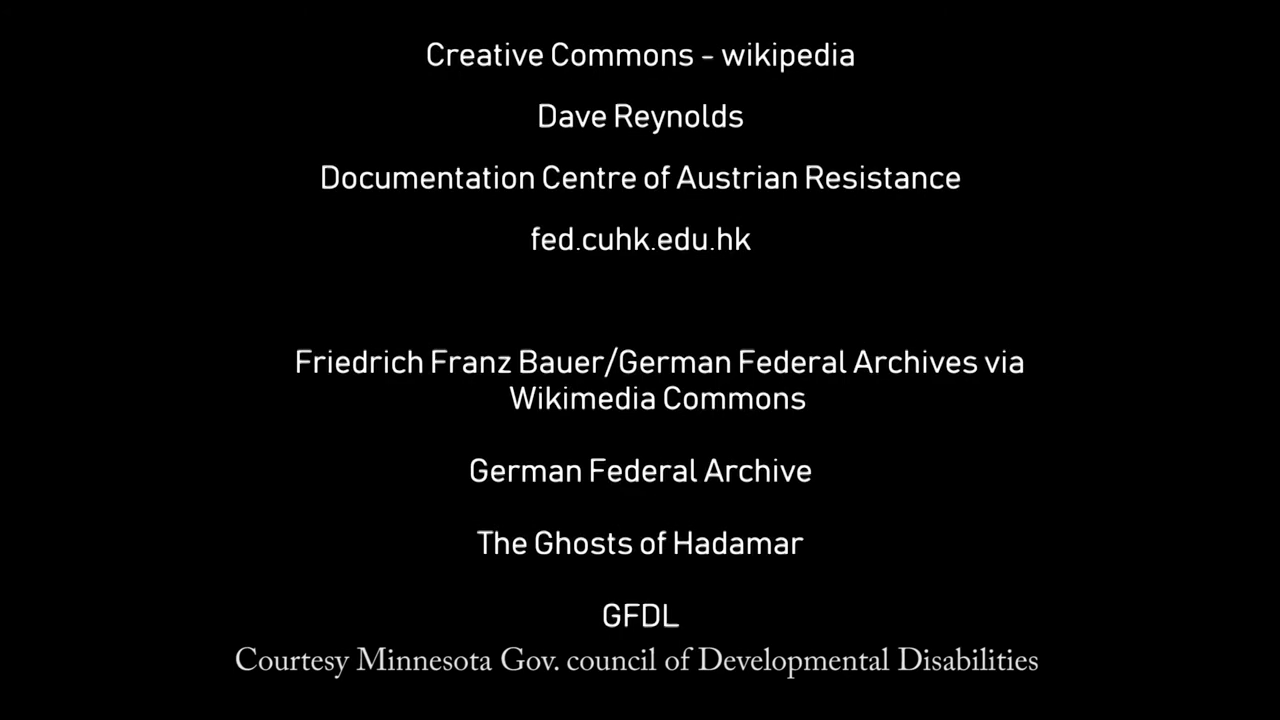 Creative Commons - wikipedia
Dave Reynolds
Documentation Centre of Austrian Resistance
fed.cuhk.edu.hk
Friedrich Franz Bauer/German Federal Archives via
Wikimedia Commons
German Federal Archive
The Ghosts of Hadamar
GFDL
Courtesy Minnesota Gov. council of Developmental Disabilities